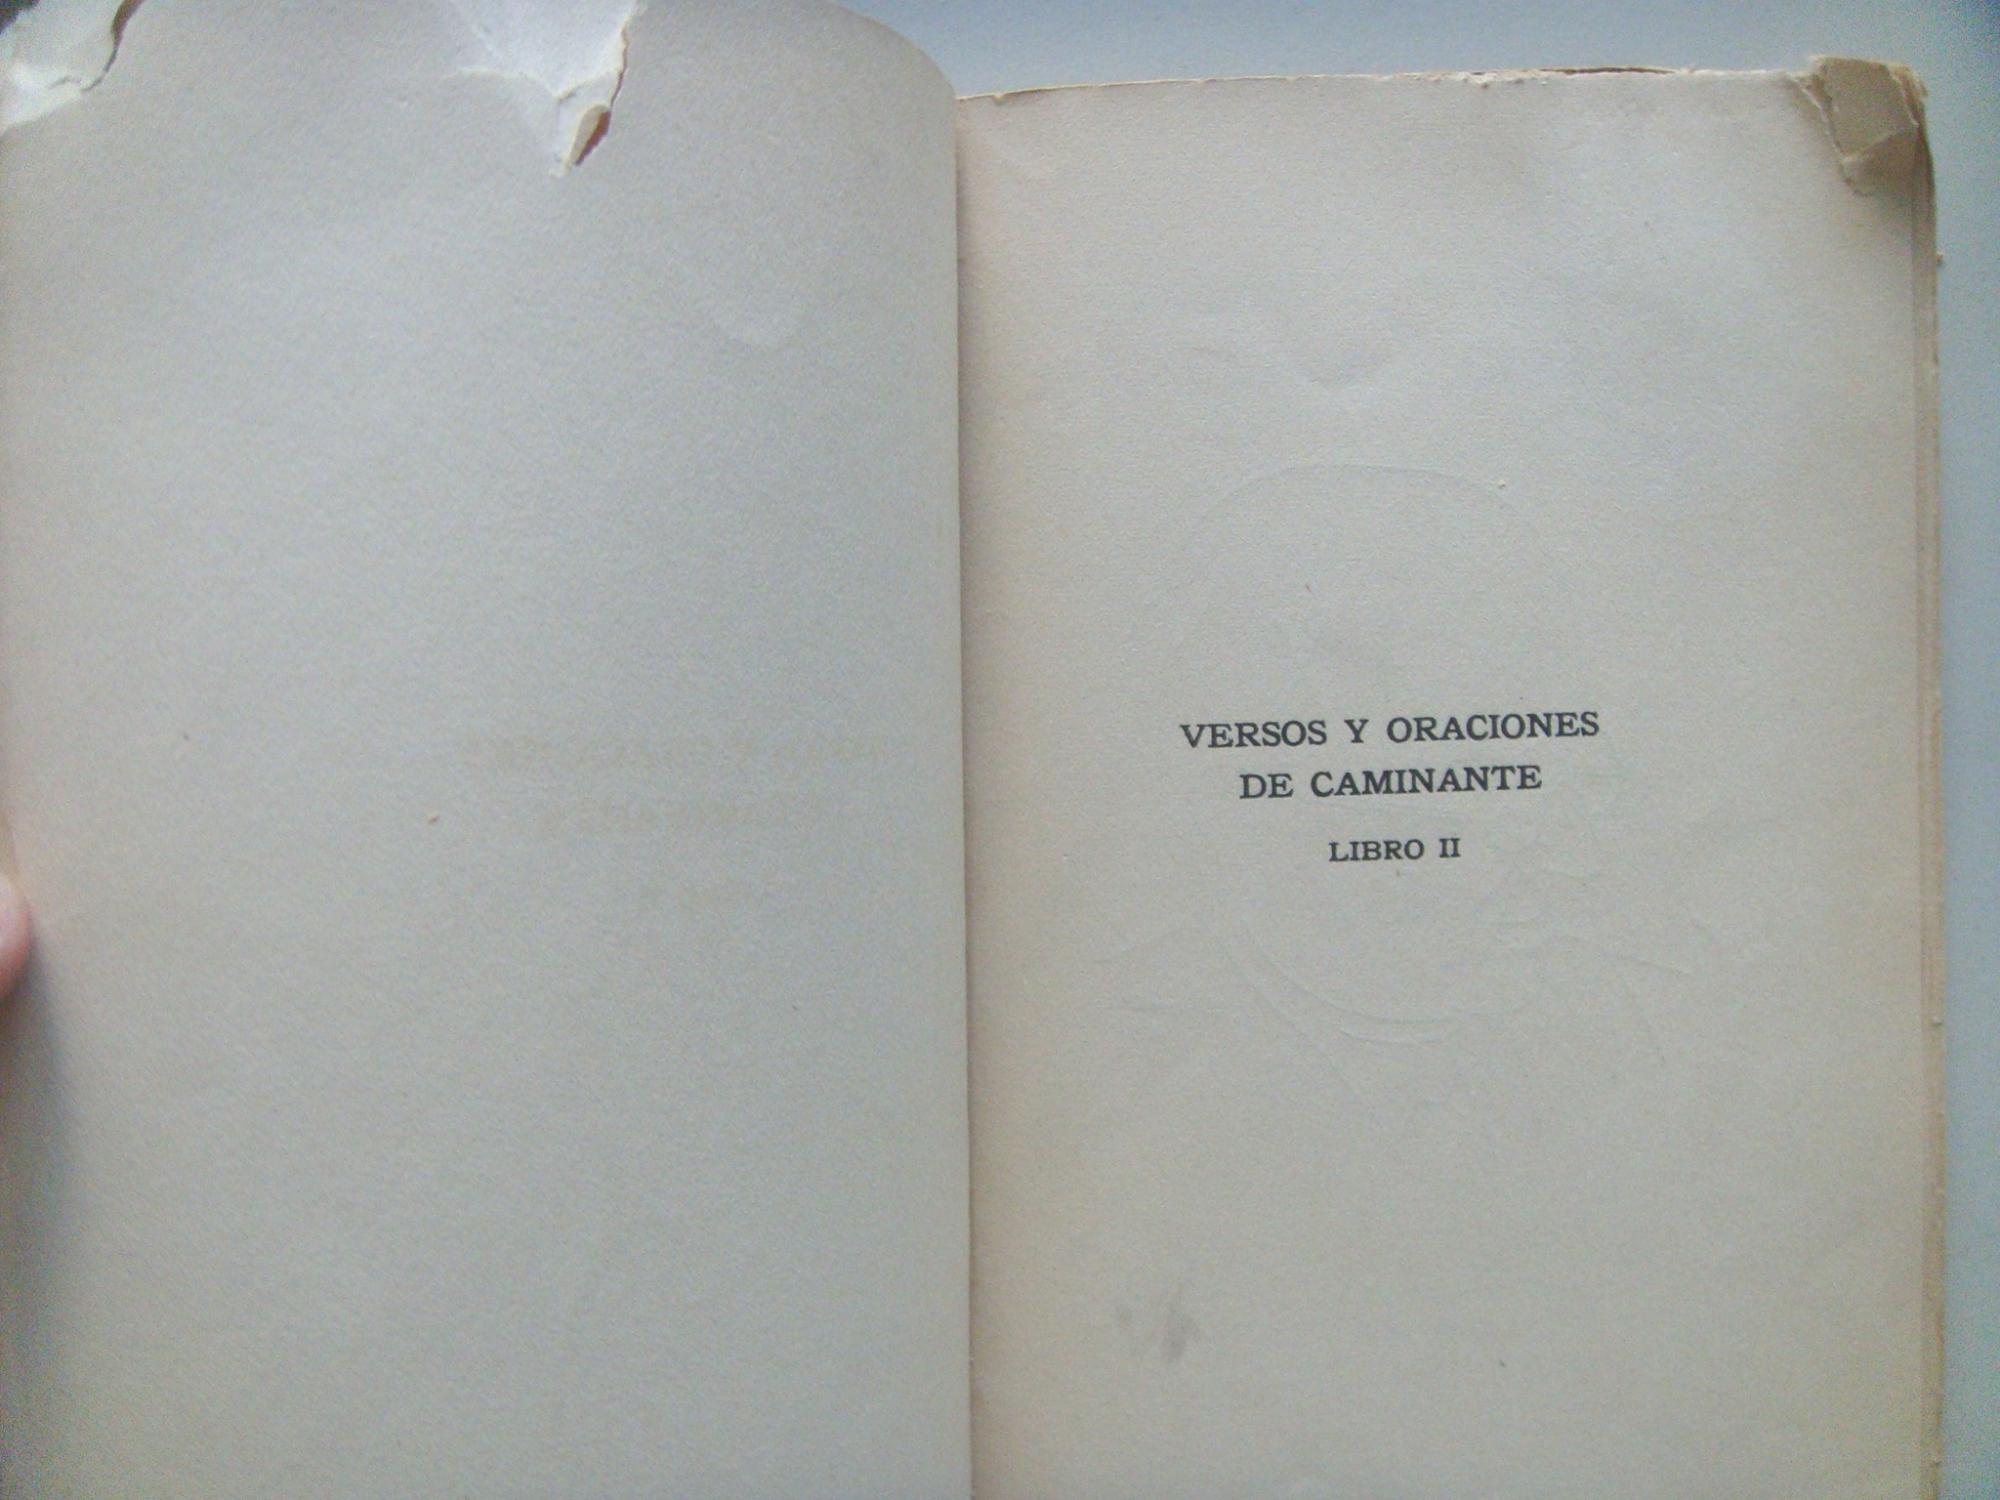 VERSOS Y ORACIONES
DE CAMINANTE
LIBRO II